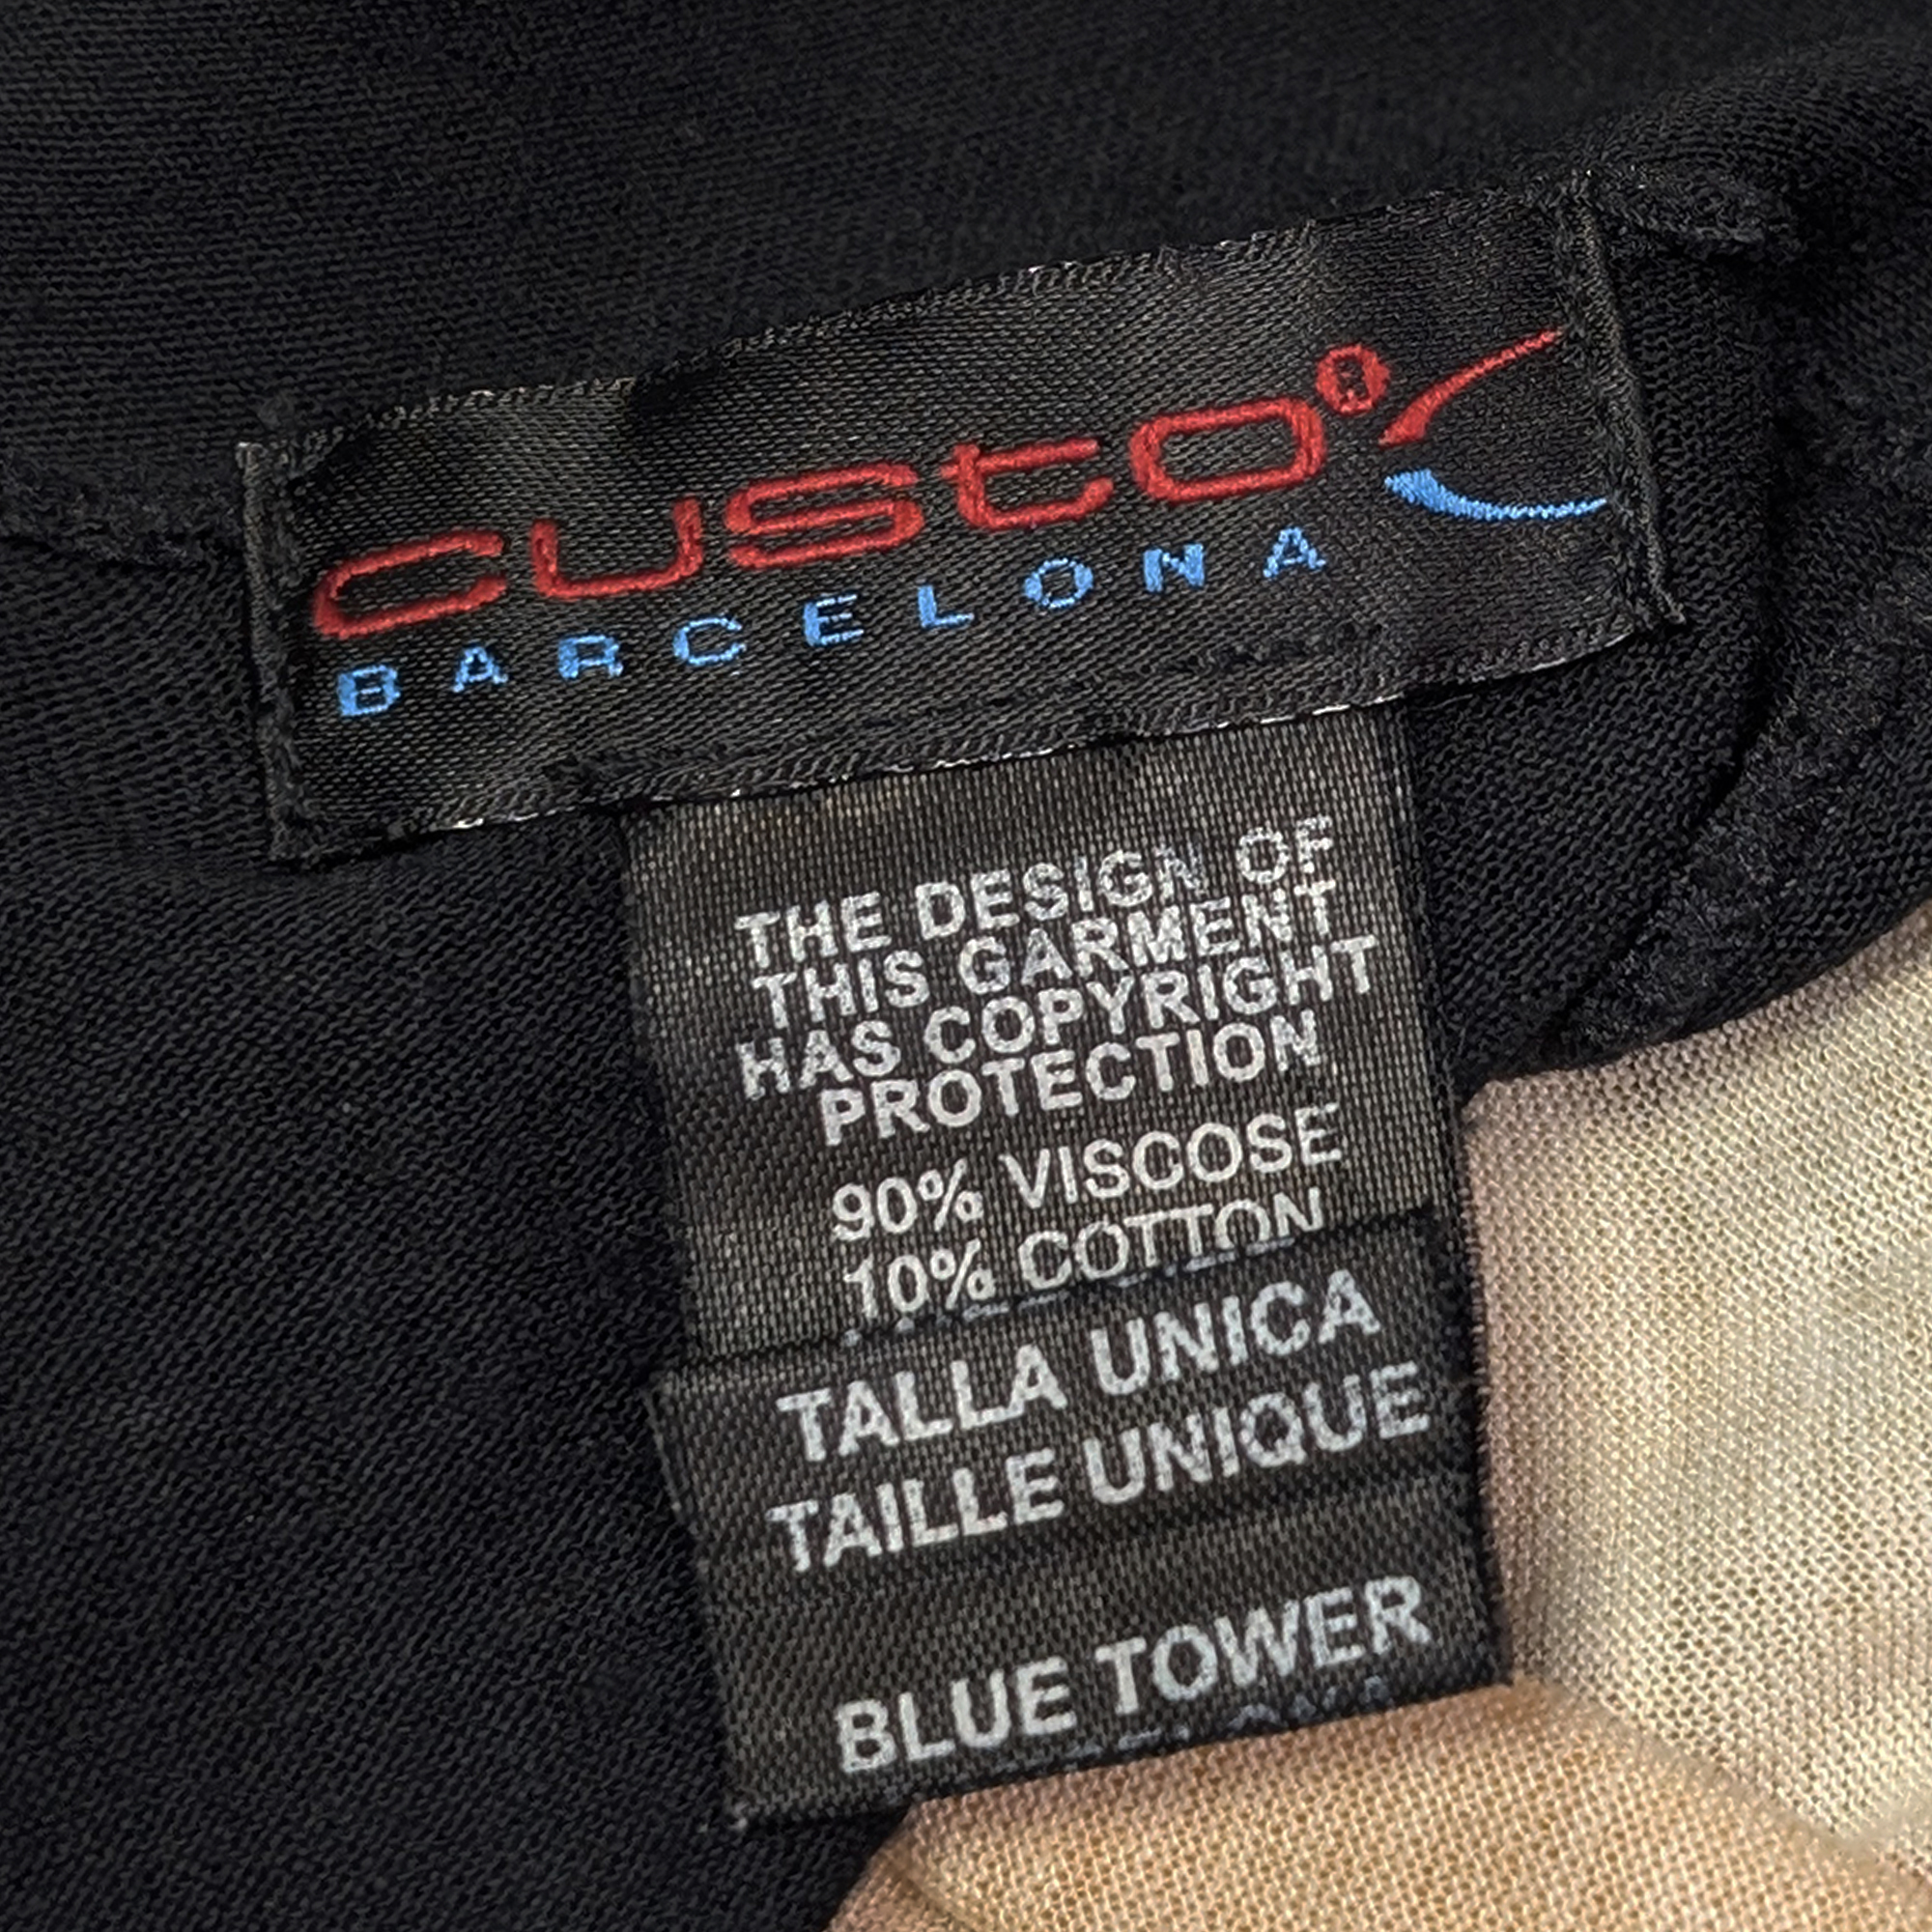 custo®
BARCELONA
THE DESIGN OF
THIS GARMENT
HAS COPYRIGHT
PROTECTION
90% VISCOSE
10% COTTON
TALLA UNICA
TAILLE UNIQUE
BLUE TOWER